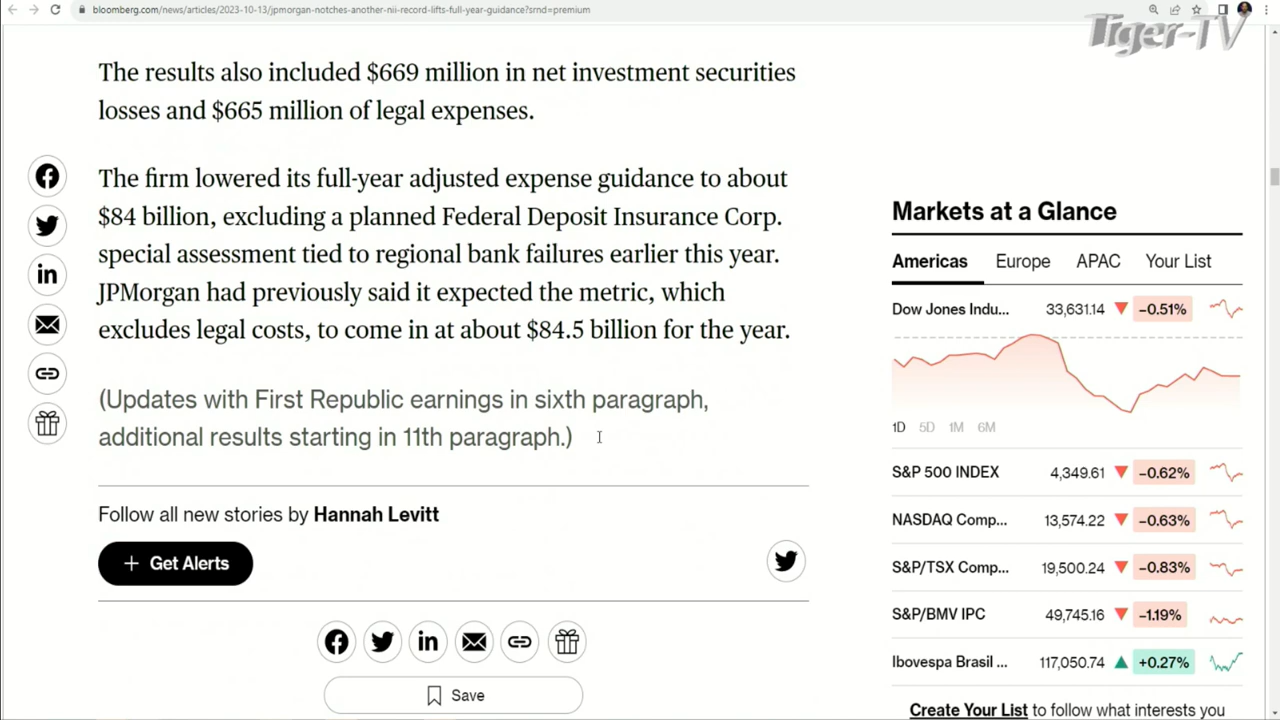 bloomberg.com/news/articles/2023-10-13/jpmorgan-notches-another-nii-record-lifts-full-year-guidance?srnd=premium
Tiger-TV
The results also included $669 million in net investment securities
losses and $665 million of legal expenses.
The firm lowered its full-year adjusted expense guidance to about
$84 billion, excluding a planned Federal Deposit Insurance Corp.
special assessment tied to regional bank failures earlier this year.
JPMorgan had previously said it expected the metric, which
excludes legal costs, to come in at about $84.5 billion for the year.
(Updates with First Republic earnings in sixth paragraph,
additional results starting in 11th paragraph.)
Follow all new stories by Hannah Levitt
+ Get Alerts
Save
Markets at a Glance
Americas Europe APAC Your List
Dow Jones Indu... 33,631.14 ▼ -0.51%
1D 5D 1M 6M
S&P 500 INDEX 4,349.61 ▼ -0.62%
NASDAQ Comp... 13,574.22 ▼ -0.63%
S&P/TSX Comp... 19,500.24 ▼ -0.83%
S&P/BMV IPC 49,745.16 ▼ -1.19%
Ibovespa Brasil ... 117,050.74 ▲ +0.27%
Create Your List to follow what interests you